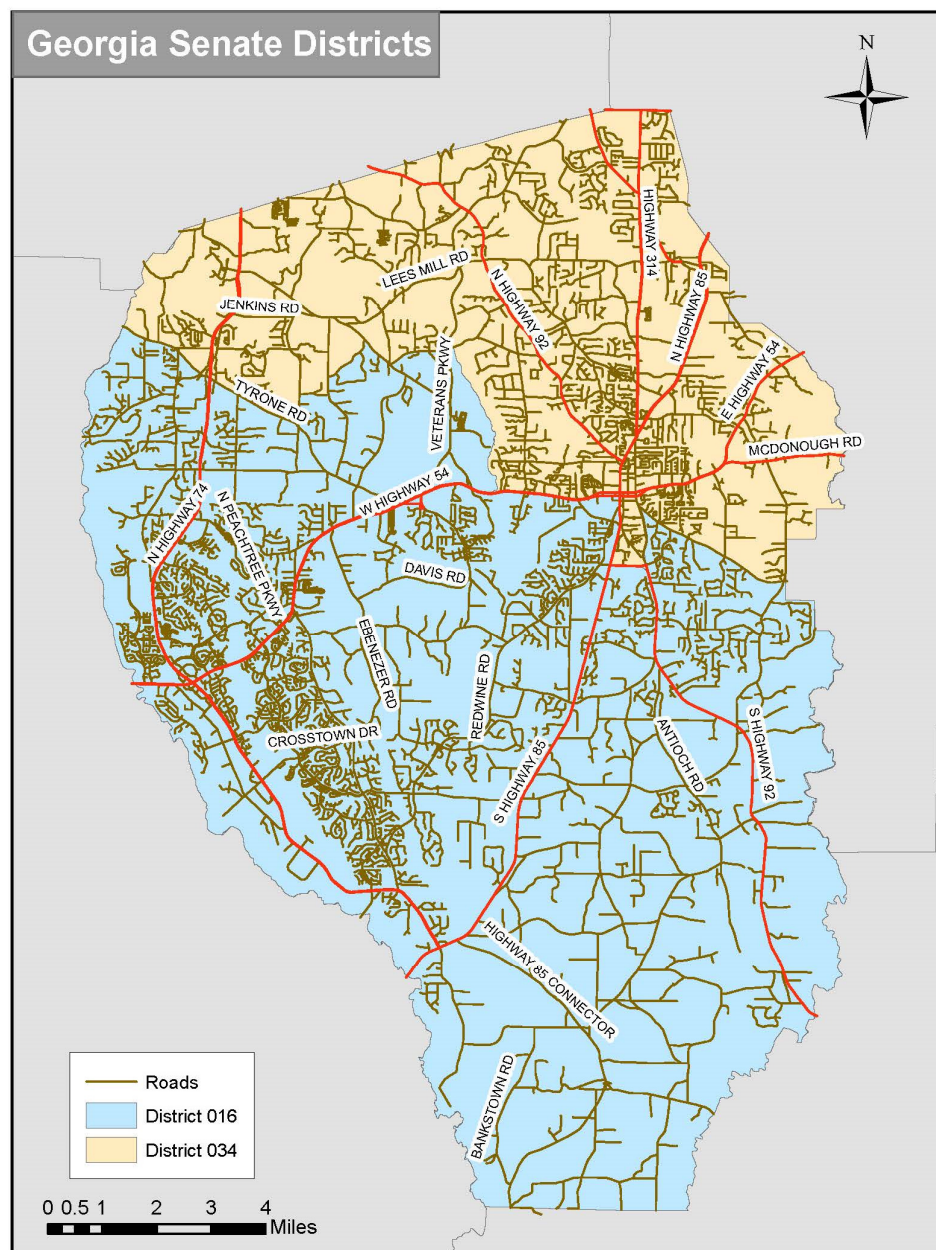 Georgia Senate Districts
N
HIGHWAY 314
LEES MILL RD
N HIGHWAY 92
N HIGHWAY 85
JENKINS RD
VETERANS PKWY
E HIGHWAY 54
TYRONE RD
MCDONOUGH RD
W HIGHWAY 54
N HIGHWAY 74
N PEACHTREE PKWY
DAVIS RD
EBENEZER RD
REDWINE RD
CROSSTOWN DR
S HIGHWAY 85
ANTIOCH RD
S HIGHWAY 92
HIGHWAY 85 CONNECTOR
BANKSTOWN RD
Roads
District 016
District 034
0 0.5 1 2 3 4
Miles